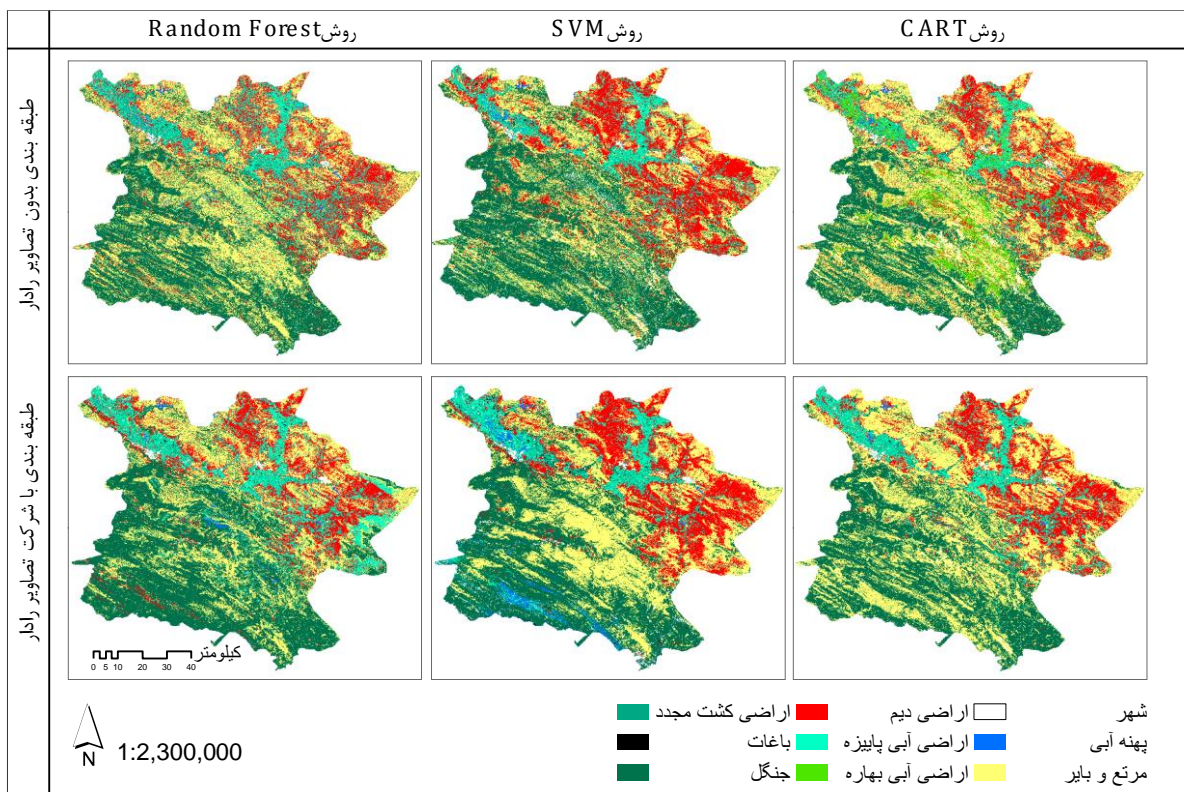 روش Random Forest
روش SVM
روش CART
طبقه بندی بدون تصاویر رادار
طبقه بندی با شرکت تصاویر رادار
کیلومتر
0 5 10 20 30 40
N
1:2,300,000
شهر
اراضی دیم
اراضی کشت مجدد
پهنه آبی
اراضی آبی پاییزه
باغات
مرتع و بایر
اراضی آبی بهاره
جنگل